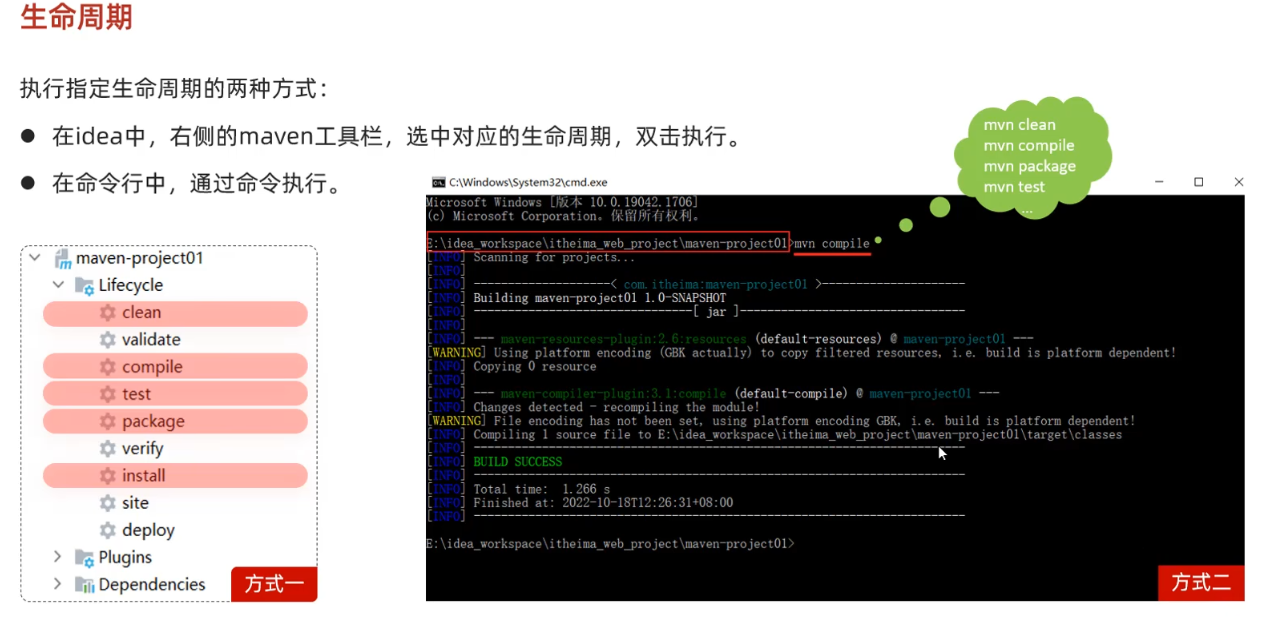 生命周期
执行指定生命周期的两种方式：
● 在idea中，右侧的maven工具栏，选中对应的生命周期，双击执行。
● 在命令行中，通过命令执行。
maven-project01
Lifecycle
clean
validate
compile
test
package
verify
install
site
deploy
Plugins
Dependencies
方式一
mvn clean
mvn compile
mvn package
mvn test
...
C:\Windows\System32\cmd.exe
Microsoft Windows [版本 10.0.19042.1706]
(c) Microsoft Corporation。保留所有权利。
E:\idea_workspace\itheima_web_project\maven-project01>mvn compile
[INFO] Scanning for projects...
[INFO]
[INFO] --------------------< com.itheima:maven-project01 >---------------------
[INFO] Building maven-project01 1.0-SNAPSHOT
[INFO] --------------------------------[ jar ]---------------------------------
[INFO]
[INFO] --- maven-resources-plugin:2.6:resources (default-resources) @ maven-project01 ---
[WARNING] Using platform encoding (GBK actually) to copy filtered resources, i.e. build is platform dependent!
[INFO] Copying 0 resource
[INFO]
[INFO] --- maven-compiler-plugin:3.1:compile (default-compile) @ maven-project01 ---
[INFO] Changes detected - recompiling the module!
[WARNING] File encoding has not been set, using platform encoding GBK, i.e. build is platform dependent!
[INFO] Compiling 1 source file to E:\idea_workspace\itheima_web_project\maven-project01\target\classes
[INFO] ------------------------------------------------------------------------
[INFO] BUILD SUCCESS
[INFO] ------------------------------------------------------------------------
[INFO] Total time:  1.266 s
[INFO] Finished at: 2022-10-18T12:26:31+08:00
[INFO] ------------------------------------------------------------------------
E:\idea_workspace\itheima_web_project\maven-project01>
方式二